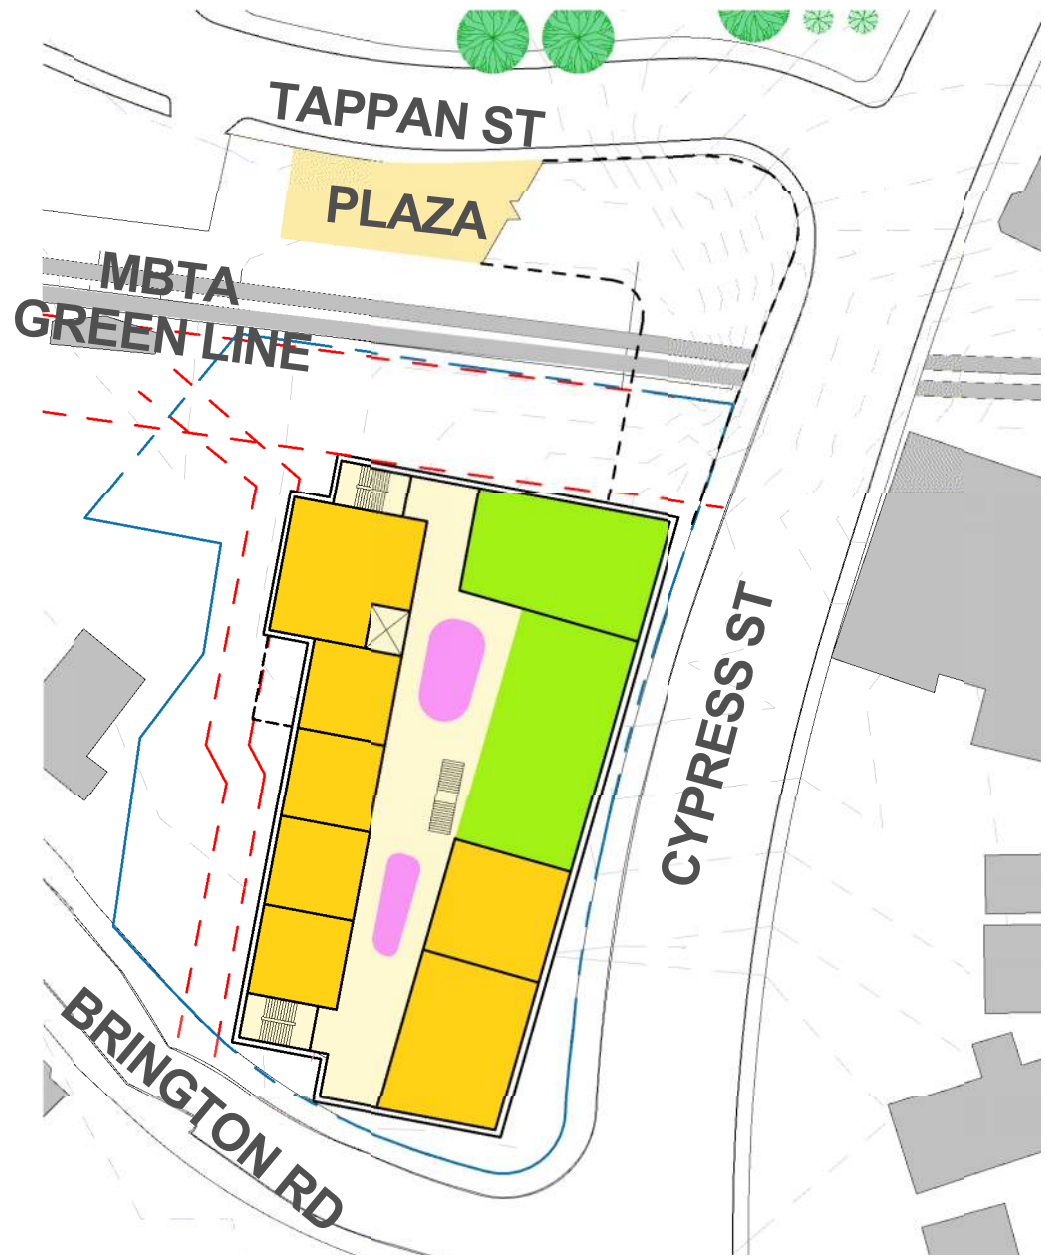 TAPPAN ST
PLAZA
MBTA
GREEN LINE
CYPRESS ST
BRINGTON RD